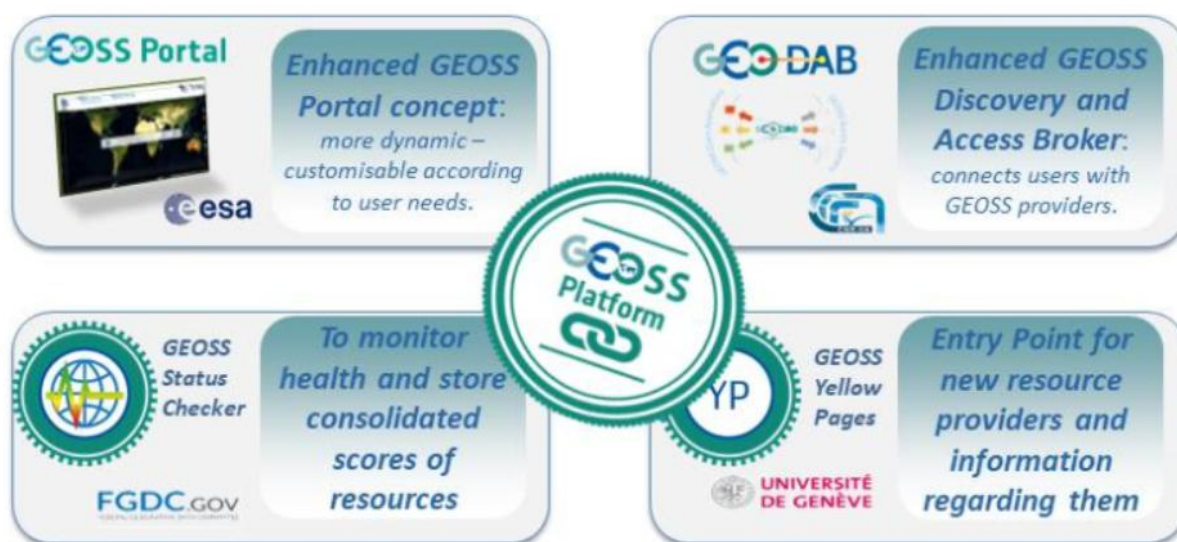 GEOSS Portal
esa
Enhanced GEOSS
Portal concept:
more dynamic –
customisable according
to user needs.
GEO-DAB
Enhanced GEOSS
Discovery and
Access Broker:
connects users with
GEOSS providers.
GEOSS
Platform
GEOSS
Status
Checker
FGDC.GOV
To monitor
health and store
consolidated
scores of
resources
YP
GEOSS
Yellow
Pages
UNIVERSITÉ
DE GENÈVE
Entry Point for
new resource
providers and
information
regarding them